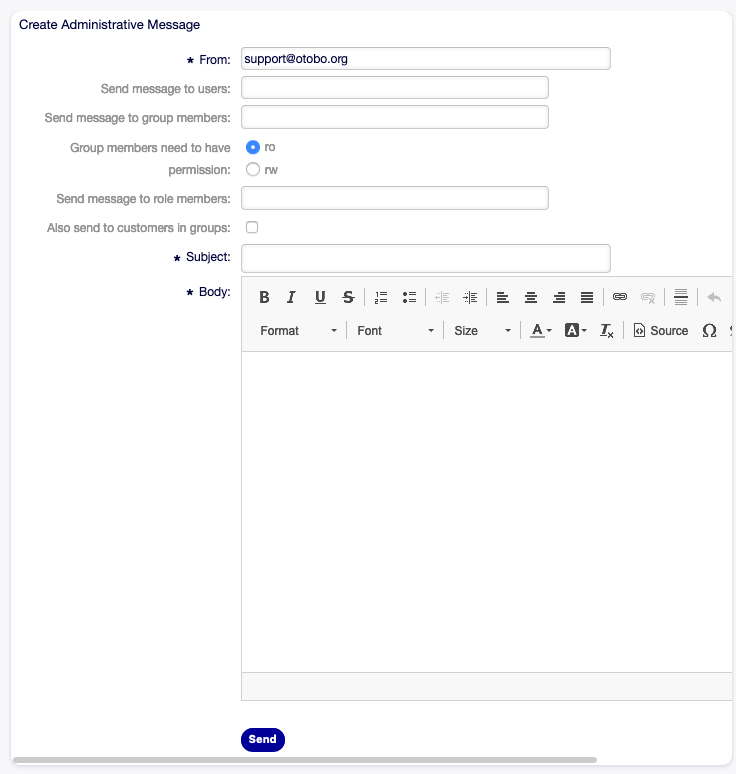 Create Administrative Message
* From: support@otobo.org
Send message to users:
Send message to group members:
Group members need to have permission:
ro
rw
Send message to role members:
Also send to customers in groups:
* Subject:
* Body:
B I U S
Format Font Size A A Tx Source Ω
Send